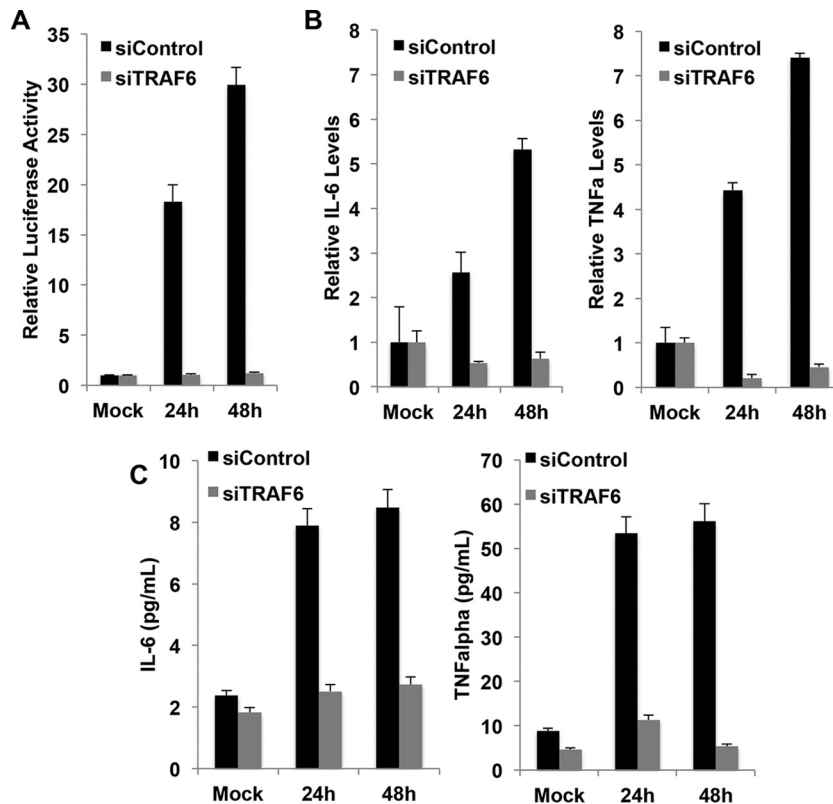 A
siControl
siTRAF6
Relative Luciferase Activity
35
30
25
20
15
10
5
0
Mock 24h 48h
B
siControl
siTRAF6
Relative IL-6 Levels
8
7
6
5
4
3
2
1
0
Mock 24h 48h
siControl
siTRAF6
Relative TNFa Levels
8
7
6
5
4
3
2
1
0
Mock 24h 48h
C
siControl
siTRAF6
IL-6 (pg/mL)
10
8
6
4
2
0
Mock 24h 48h
siControl
siTRAF6
TNFalpha (pg/mL)
70
60
50
40
30
20
10
0
Mock 24h 48h